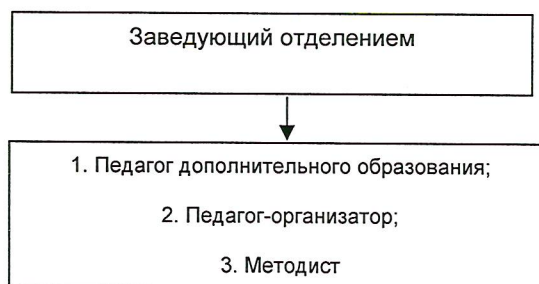 Заведующий отделением
1. Педагог дополнительного образования;
2. Педагог-организатор;
3. Методист